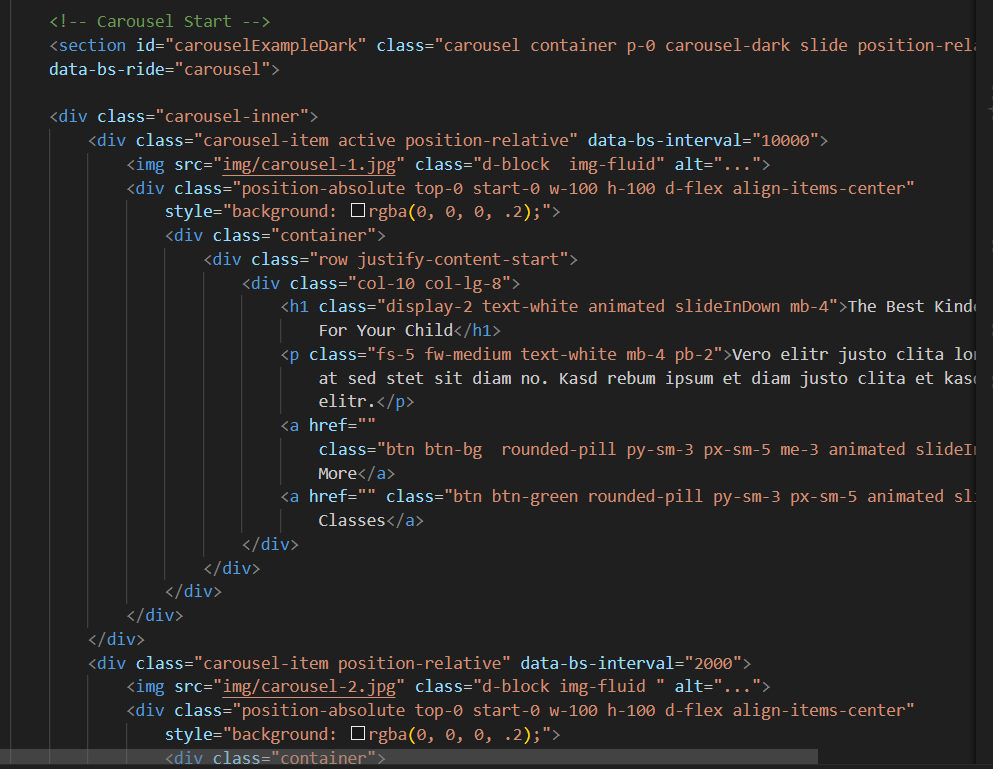 <!-- Carousel Start -->
<section id="carouselExampleDark" class="carousel container p-0 carousel-dark slide
data-bs-ride="carousel">
<div class="carousel-inner">
<div class="carousel-item active position-relative" data-bs-interval="10000">
<img src="img/carousel-1.jpg" class="d-block  img-fluid" alt="...">
<div class="position-absolute top-0 start-0 w-100 h-100 d-flex align-items-center"
style="background: rgba(0, 0, 0, .2);">
<div class="container">
<div class="row justify-content-start">
<div class="col-10 col-lg-8">
<h1 class="display-2 text-white animated slideInDown mb-4">The Best
For Your Child</h1>
<p class="fs-5 fw-medium text-white mb-4 pb-2">Vero elitr justo clita
at sed stet sit diam no. Kasd rebum ipsum et diam justo clita et
elitr.</p>
<a href=""
class="btn btn-bg  rounded-pill py-sm-3 px-sm-5 me-3 animated
More</a>
<a href="" class="btn btn-green rounded-pill py-sm-3 px-sm-5 animated
Classes</a>
</div>
</div>
</div>
</div>
</div>
<div class="carousel-item position-relative" data-bs-interval="2000">
<img src="img/carousel-2.jpg" class="d-block img-fluid " alt="...">
<div class="position-absolute top-0 start-0 w-100 h-100 d-flex align-items-center"
style="background: rgba(0, 0, 0, .2);">
<div class="container">